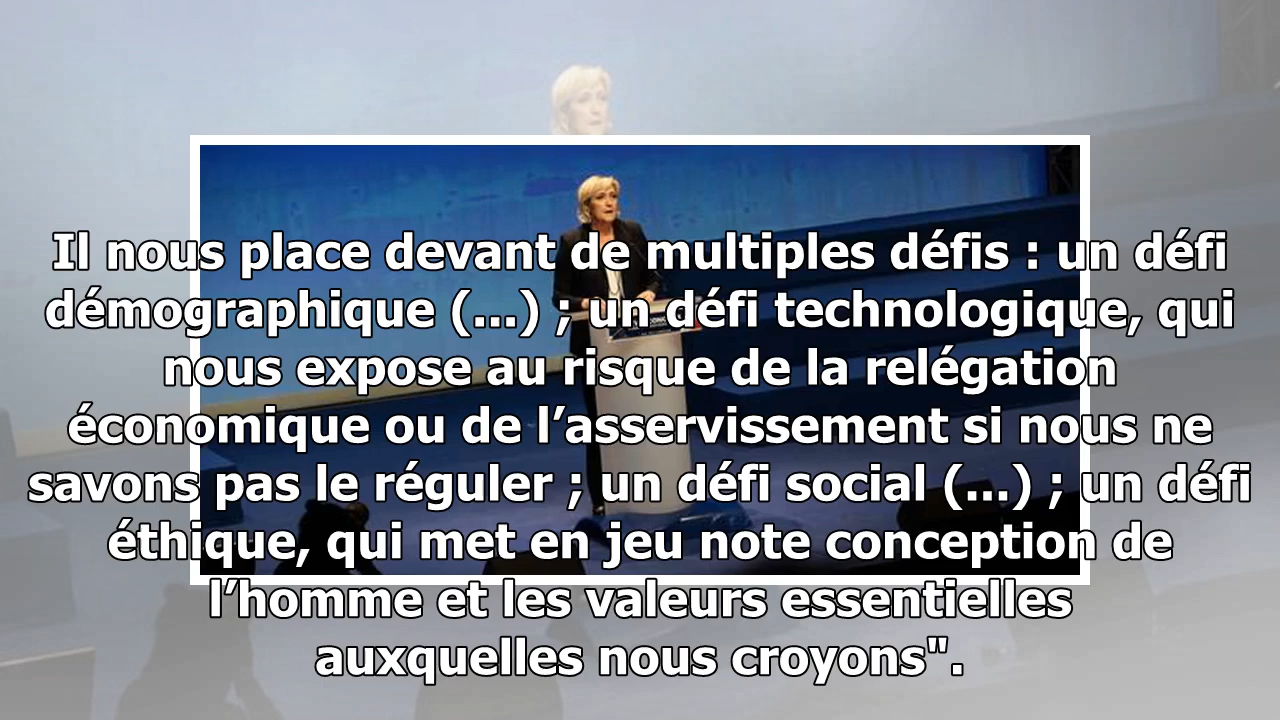 Il nous place devant de multiples défis : un défi
démographique (...) ; un défi technologique, qui
nous expose au risque de la relégation
économique ou de l’asservissement si nous ne
savons pas le réguler ; un défi social (...) ; un défi
éthique, qui met en jeu note conception de
l’homme et les valeurs essentielles
auxquelles nous croyons".